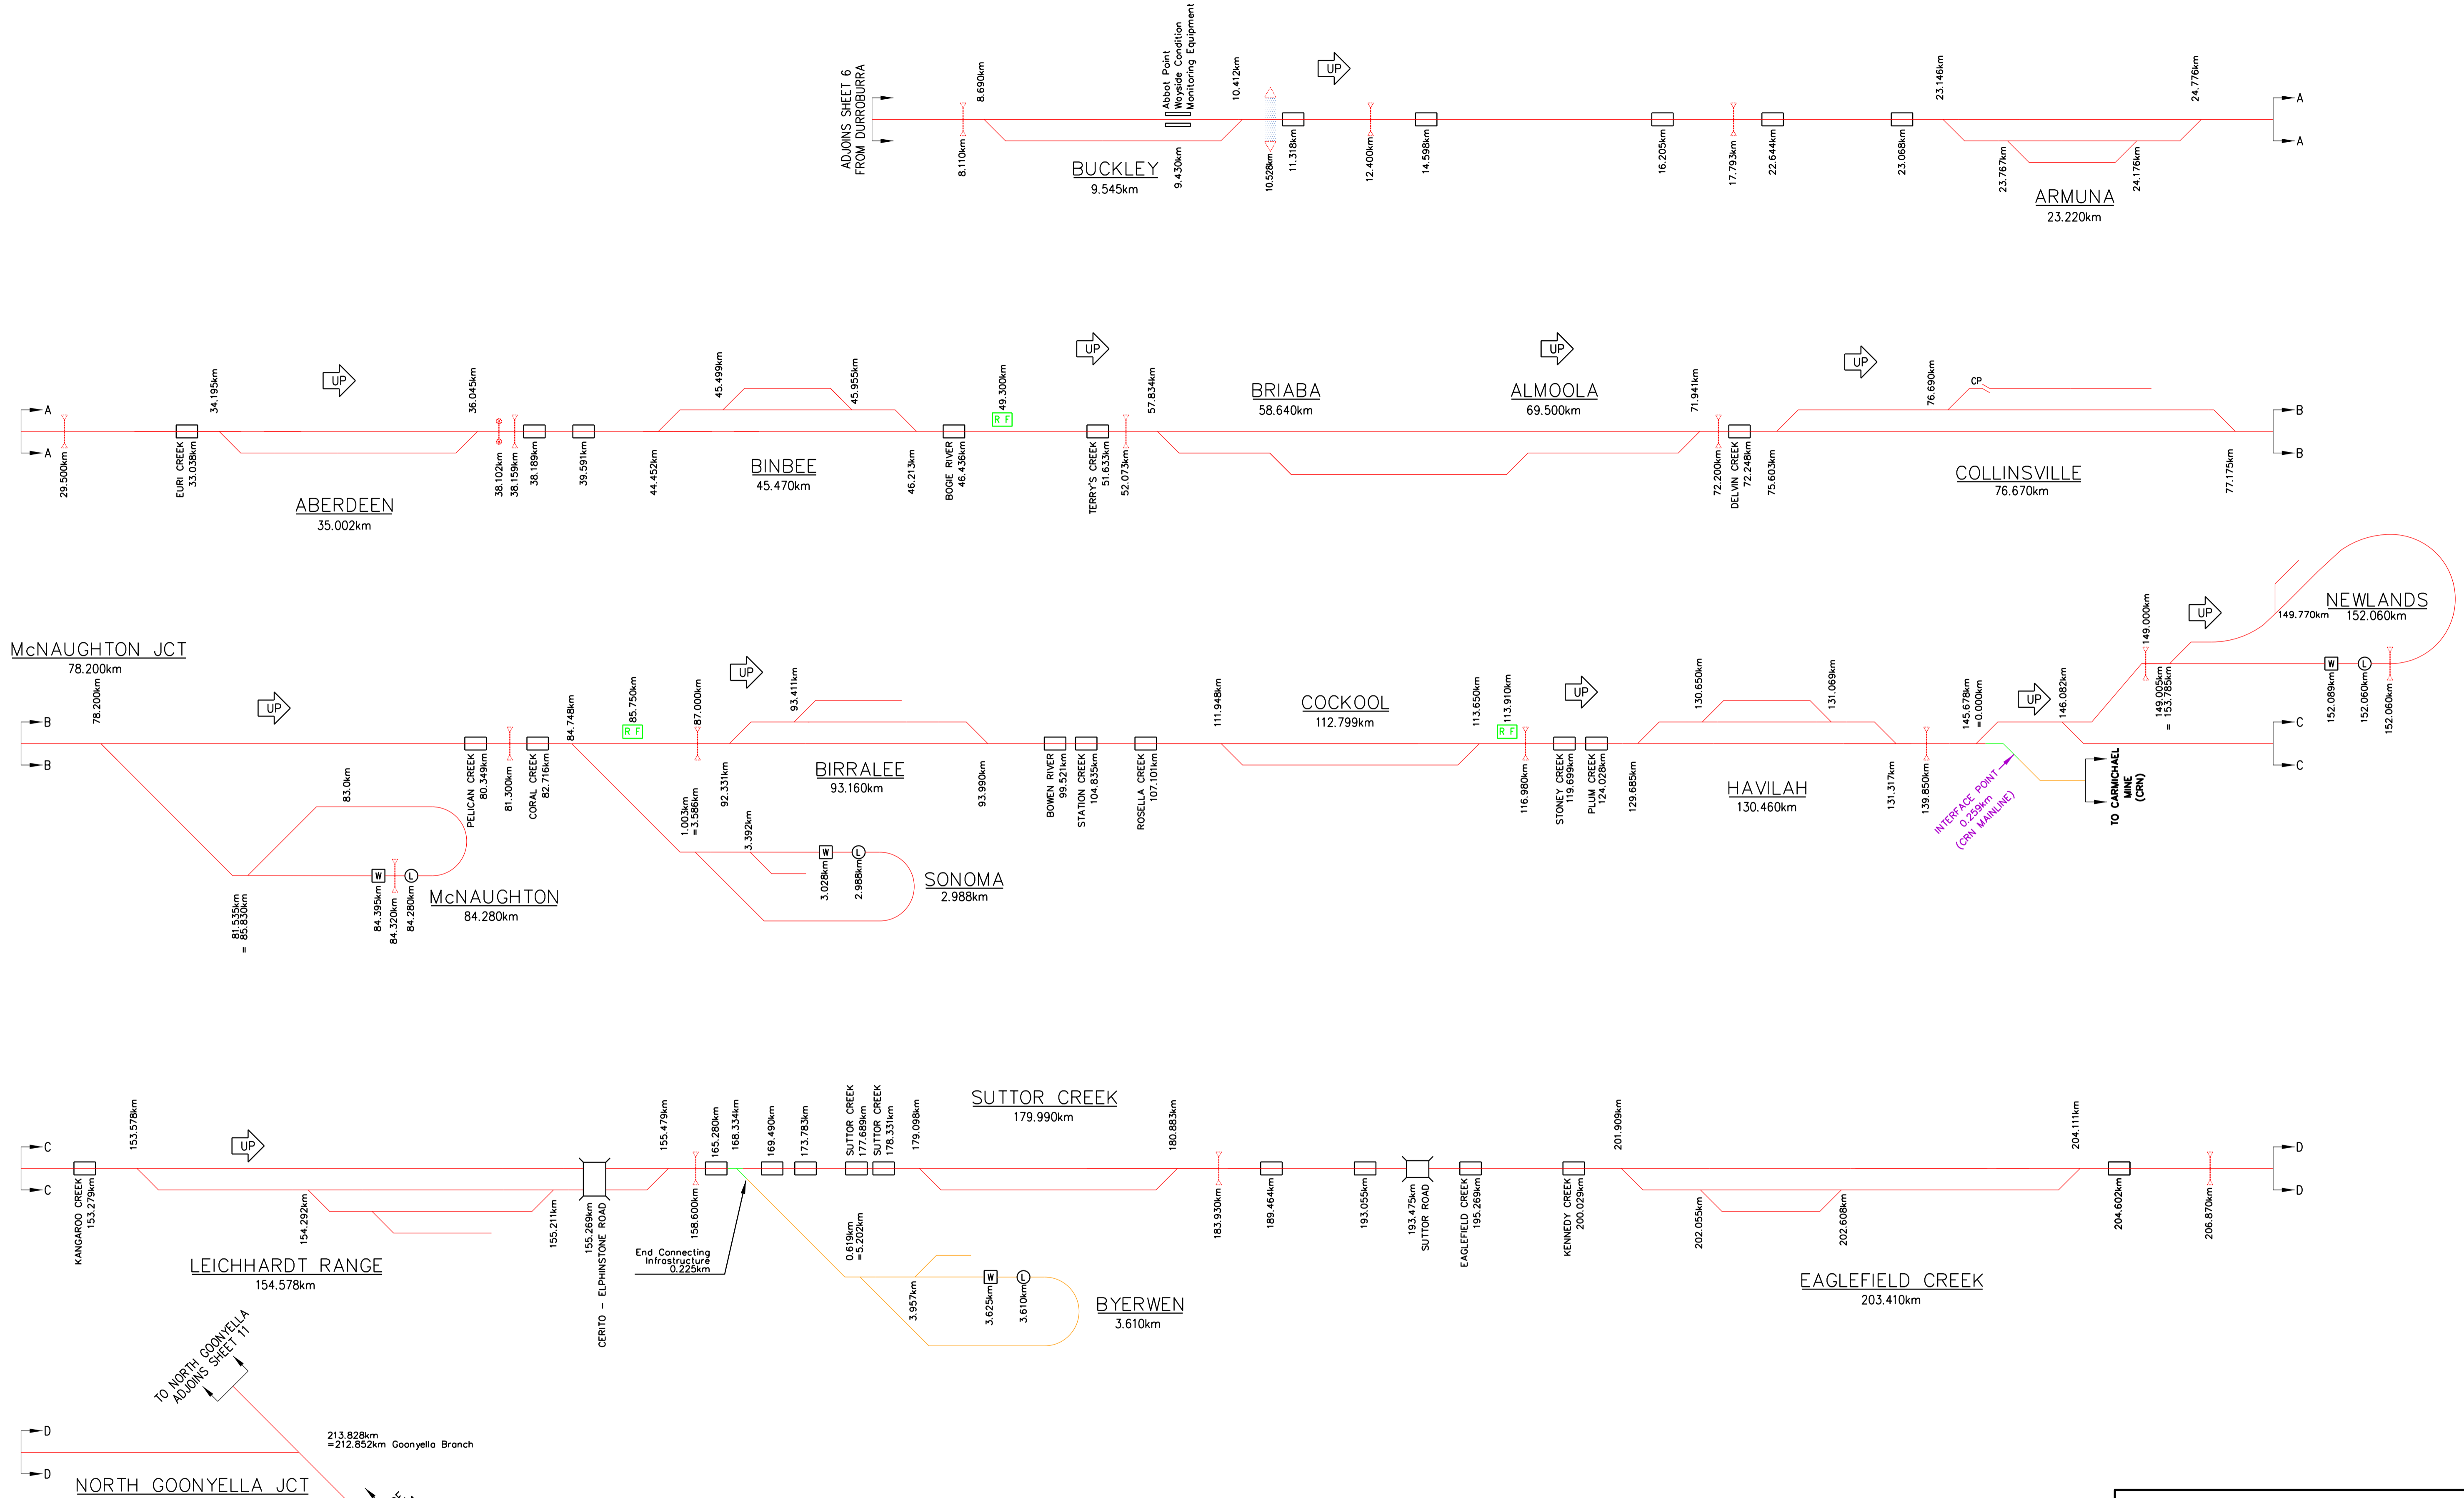 ADJOINS SHEET 6
FROM DURROBURRA
8.110km
8.690km
BUCKLEY
9.545km
Abbot Point
Wayside Condition
Monitoring Equipment
9.430km
10.412km
10.528km
11.318km
UP
12.400km
14.598km
16.205km
17.793km
22.644km
23.068km
23.146km
23.767km
24.176km
24.776km
ARMUNA
23.220km
A
A
A
A
29.500km
EURI CREEK
33.038km
34.195km
UP
ABERDEEN
35.002km
36.045km
38.102km
38.159km
38.189km
39.591km
44.452km
45.499km
45.955km
BINBEE
45.470km
46.213km
BOGIE RIVER
46.436km
49.300km
R F
TERRY'S CREEK
51.633km
52.073km
UP
57.834km
BRIABA
58.640km
ALMOOLA
69.500km
UP
71.941km
72.200km
DELVIN CREEK
72.248km
75.603km
UP
76.690km
CP
COLLINSVILLE
76.670km
77.175km
B
B
McNAUGHTON JCT
78.200km
78.200km
B
B
UP
83.0km
81.535km
= 85.830km
84.395km
84.320km
84.280km
W
L
McNAUGHTON
84.280km
PELICAN CREEK
80.349km
81.300km
CORAL CREEK
82.716km
84.748km
85.750km
R F
87.000km
UP
92.331km
93.411km
BIRRALEE
93.160km
93.990km
1.003km
=3.586km
3.392km
W
L
3.028km
2.988km
SONOMA
2.988km
BOWEN RIVER
99.521km
STATION CREEK
104.835km
ROSELLA CREEK
107.101km
111.948km
COCKOOL
112.799km
113.650km
113.910km
R F
116.980km
UP
STONEY CREEK
119.699km
PLUM CREEK
124.028km
129.685km
130.650km
131.069km
HAVILAH
130.460km
131.317km
139.850km
145.678km
=0.000km
UP
146.082km
INTERFACE POINT
0.259km
(CRN MAINLINE)
TO CARMICHAEL
MINE
(CRN)
149.000km
149.005km
= 153.785km
UP
149.770km
NEWLANDS
152.060km
W
L
152.089km
152.060km
152.060km
C
C
C
C
KANGAROO CREEK
153.279km
153.578km
UP
LEICHHARDT RANGE
154.578km
154.292km
155.211km
155.269km
CERITO - ELPHINSTONE ROAD
155.479km
158.600km
165.280km
168.334km
End Connecting
Infrastructure
0.225km
169.490km
173.783km
SUTTOR CREEK
177.689km
SUTTOR CREEK
178.331km
179.098km
SUTTOR CREEK
179.990km
180.883km
0.619km
=5.202km
3.957km
W
L
3.625km
3.610km
BYERWEN
3.610km
183.930km
189.464km
193.055km
193.475km
SUTTOR ROAD
EAGLEFIELD CREEK
195.269km
KENNEDY CREEK
200.029km
201.909km
202.055km
202.608km
EAGLEFIELD CREEK
203.410km
204.111km
204.602km
206.870km
D
D
TO NORTH GOONYELLA
ADJOINS SHEET 11
D
D
213.828km
=212.852km Goonyella Branch
NORTH GOONYELLA JCT